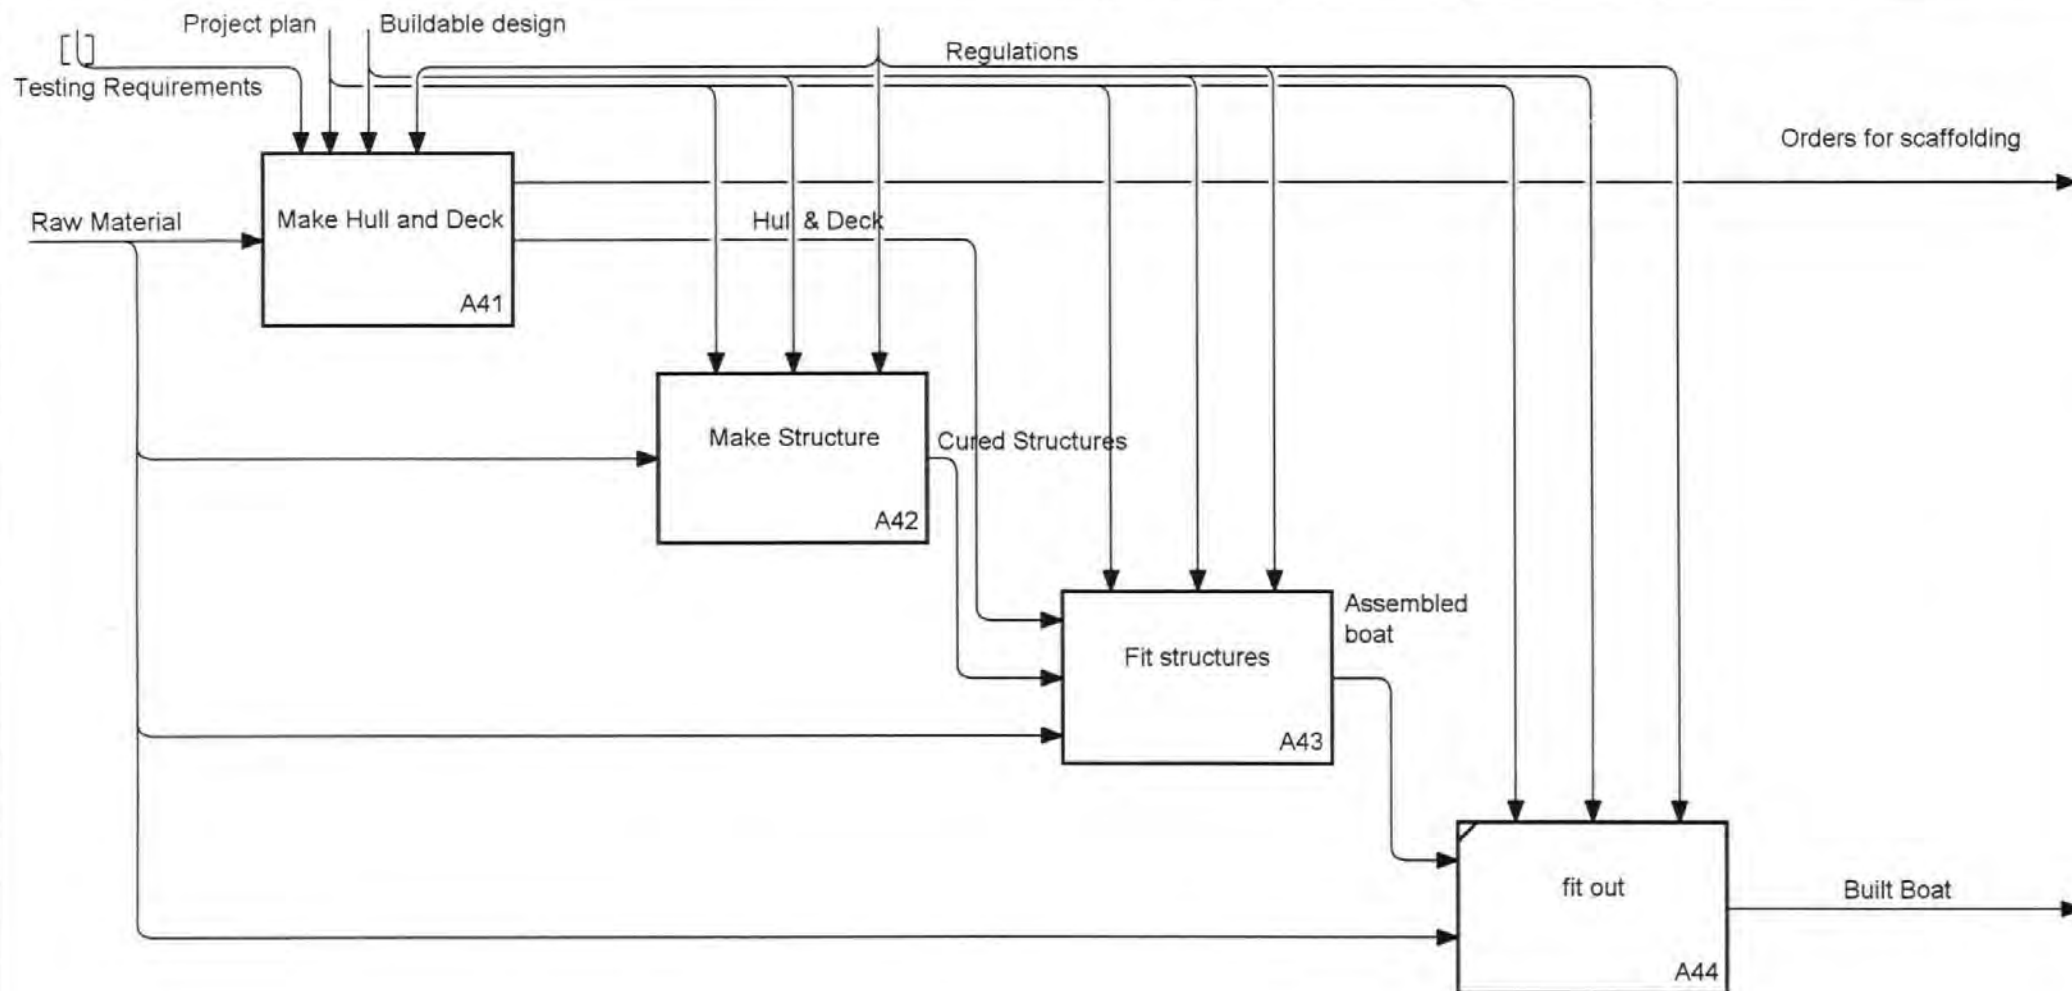 Project plan
Buildable design
Regulations
Testing Requirements
Orders for scaffolding
Raw Material
Make Hull and Deck
Hull & Deck
A41
Make Structure
Cured Structures
A42
Assembled
boat
Fit structures
A43
fit out
Built Boat
A44